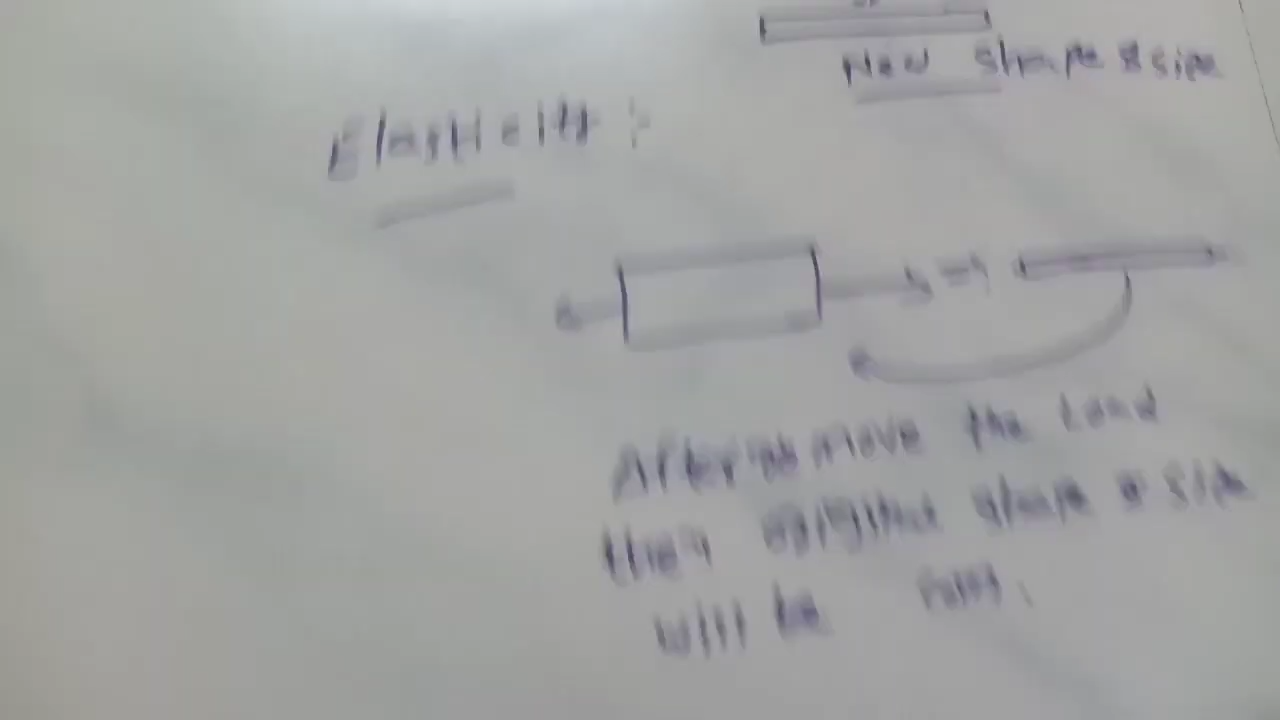 New shape & size
Elasticity :-
After remove the Load
then original shape & size
will be